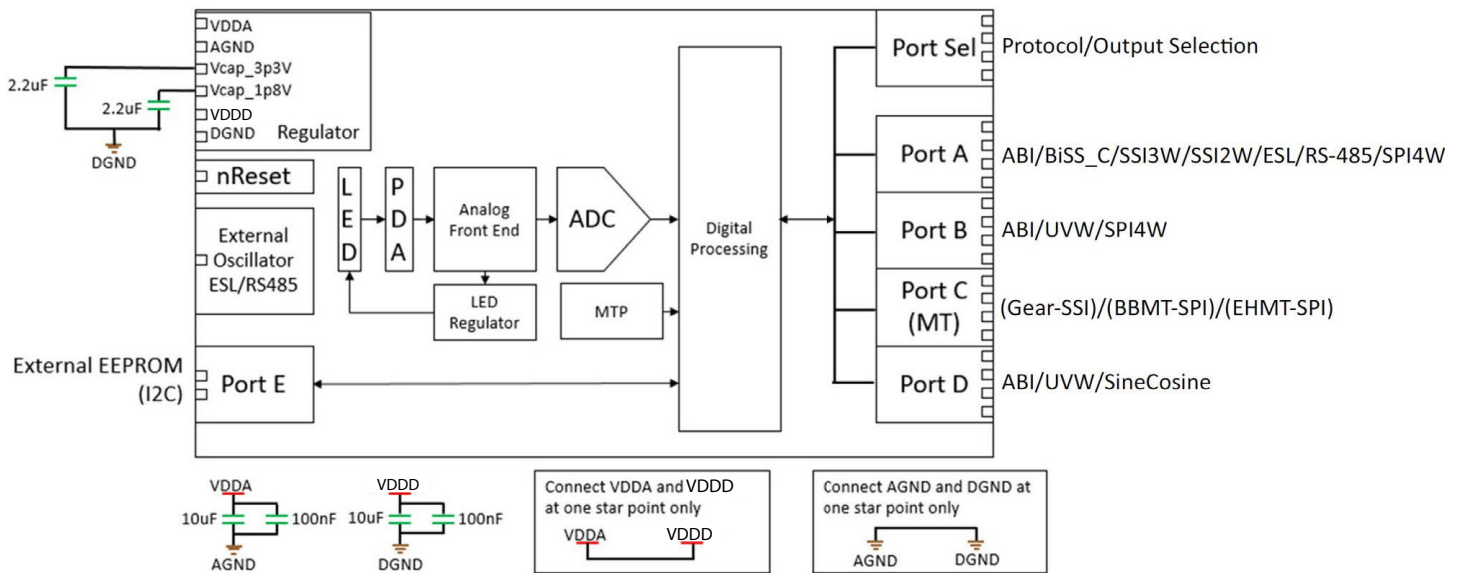 VDDA
AGND
Vcap_3p3V
Vcap_1p8V
VDDD
DGND
Regulator
2.2uF
2.2uF
DGND
nReset
External
Oscillator
ESL/RS485
External EEPROM
(I2C)
Port E
L
E
D
P
D
A
Analog
Front End
ADC
LED
Regulator
MTP
Digital
Processing
Port Sel
Protocol/Output Selection
Port A
ABI/BiSS_C/SSI3W/SSI2W/ESL/RS-485/SPI4W
Port B
ABI/UVW/SPI4W
Port C
(MT)
(Gear-SSI)/(BBMT-SPI)/(EHMT-SPI)
Port D
ABI/UVW/SineCosine
VDDA
10uF
100nF
AGND
VDDD
10uF
100nF
DGND
Connect VDDA and VDDD
at one star point only
VDDA
VDDD
Connect AGND and DGND at
one star point only
AGND
DGND